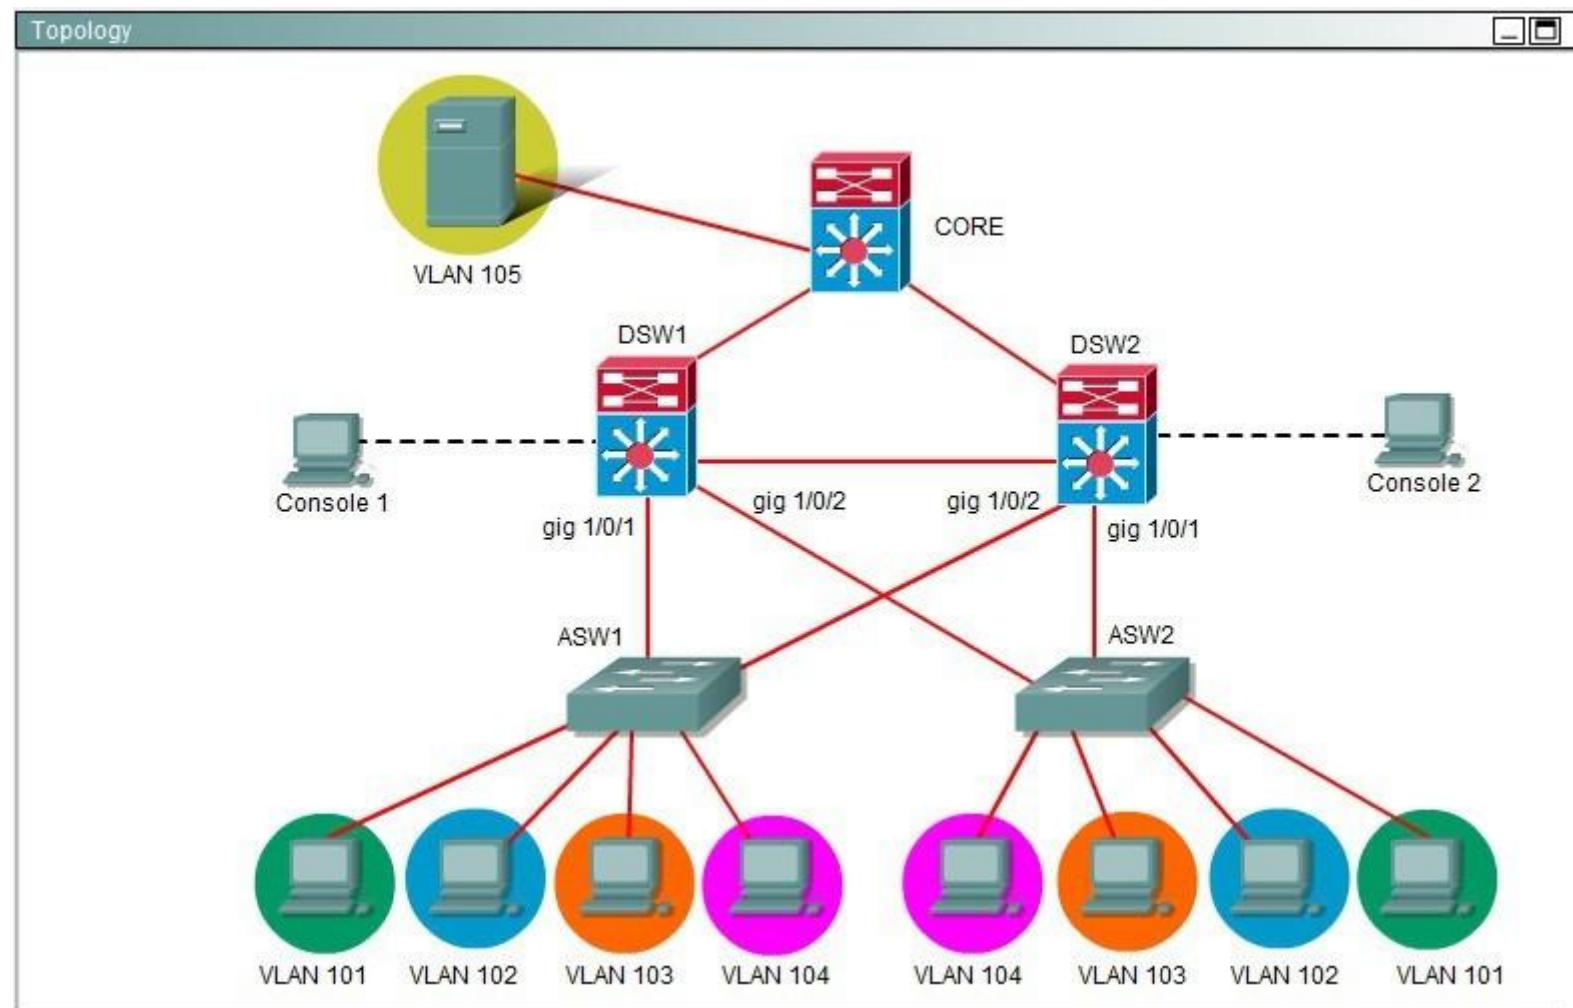 Topology
CORE
VLAN 105
DSW1
DSW2
Console 1
Console 2
gig 1/0/1
gig 1/0/2
gig 1/0/2
gig 1/0/1
ASW1
ASW2
VLAN 101
VLAN 102
VLAN 103
VLAN 104
VLAN 104
VLAN 103
VLAN 102
VLAN 101